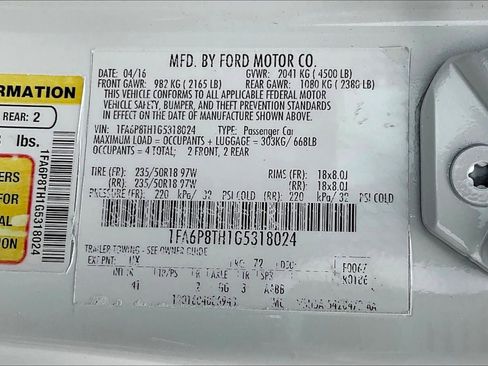 MFD. BY FORD MOTOR CO.
DATE: 04/16 GVWR: 2041 KG ( 4500 LB)
FRONT GAWR: 982 KG ( 2165 LB) REAR GAWR: 1080 KG ( 2380 LB)
THIS VEHICLE CONFORMS TO ALL APPLICABLE FEDERAL MOTOR
VEHICLE SAFETY, BUMPER, AND THEFT PREVENTION STANDARDS
IN EFFECT ON THE DATE OF MANUFACTURE SHOWN ABOVE.
VIN: 1FA6P8TH1G5318024 TYPE: Passenger Car
MAXIMUM LOAD = OCCUPANTS + LUGGAGE = 303KG/ 668LB
OCCUPANTS = 4 TOTAL: 2 FRONT, 2 REAR
TIRE (FR): 235/50R18 97W RIMS (FR): 18x8.0J
(RR): 235/50R18 97W (RR): 18x8.0J
PRESSURE (FR): 220 kPa/ 32 PSI COLD (RR): 220 kPa/ 32 PSI COLD
1FA6P8TH1G5318024
TRAILER TOWING - SEE OWNER GUIDE
EXT PNT: 72
ORMATION
REAR: 2
lbs.
1FA6P8TH1G5318024